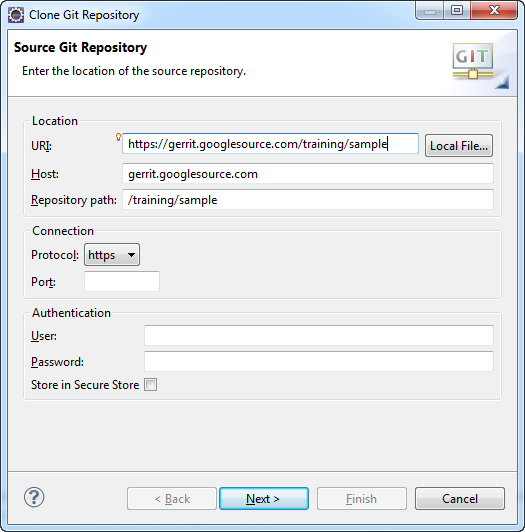 Clone Git Repository
Source Git Repository
Enter the location of the source repository.
GIT
Location
URI: https://gerrit.googlesource.com/training/sample Local File...
Host: gerrit.googlesource.com
Repository path: /training/sample
Connection
Protocol: https
Port:
Authentication
User:
Password:
Store in Secure Store
? < Back Next > Finish Cancel